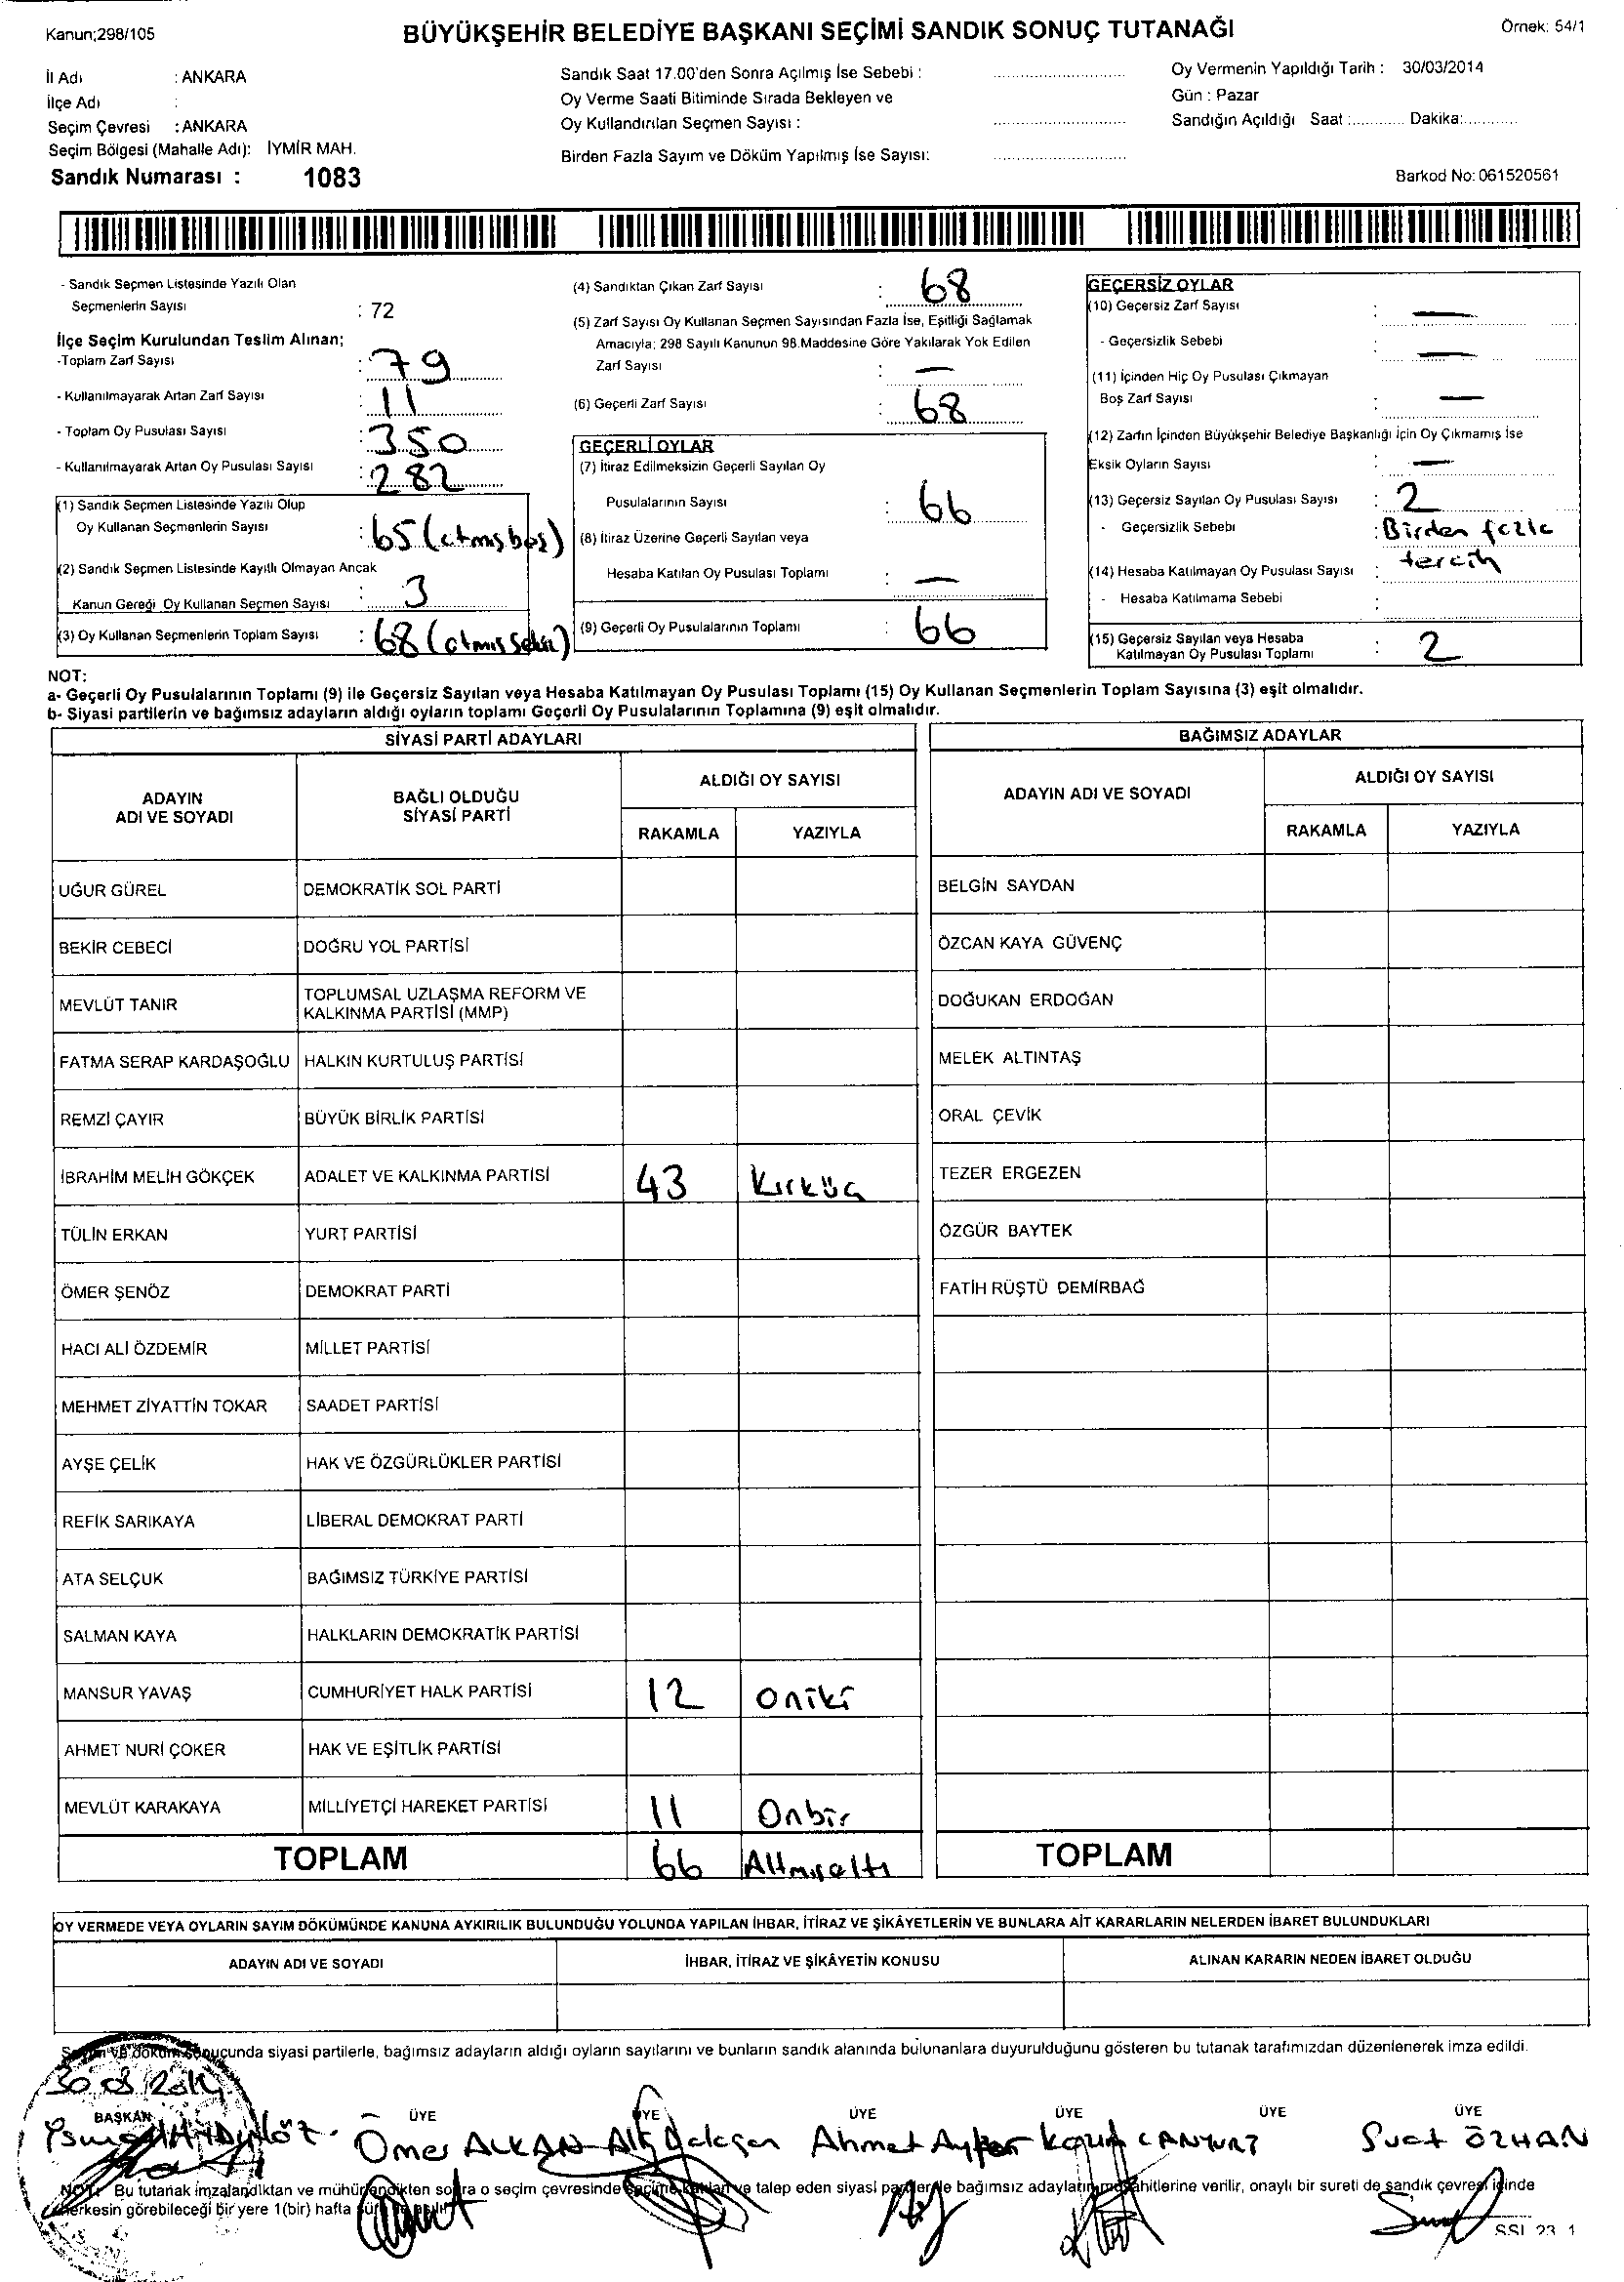 Kanun;298/105
BÜYÜKŞEHİR BELEDİYE BAŞKANI SEÇİMİ SANDIK SONUÇ TUTANAĞI
Örnek: 54/1
İl Adı : ANKARA
İlçe Adı :
Seçim Çevresi : ANKARA
Seçim Bölgesi (Mahalle Adı): İYMİR MAH.
Sandık Numarası : 1083
Sandık Saat 17.00'den Sonra Açılmış İse Sebebi :
Oy Verme Saati Bitiminde Sırada Bekleyen ve
Oy Kullandırılan Seçmen Sayısı :
Birden Fazla Sayım ve Döküm Yapılmış İse Sayısı:
Oy Vermenin Yapıldığı Tarih : 30/03/2014
Gün : Pazar
Sandığın Açıldığı Saat :........... Dakika:...........
Barkod No: 061520561
- Sandık Seçmen Listesinde Yazılı Olan
Seçmenlerin Sayısı : 72
İlçe Seçim Kurulundan Teslim Alınan;
-Toplam Zarf Sayısı : 79
- Kullanılmayarak Artan Zarf Sayısı : 11
- Toplam Oy Pusulası Sayısı : 350
- Kullanılmayarak Artan Oy Pusulası Sayısı : 282
(1) Sandık Seçmen Listesinde Yazılı Olup
Oy Kullanan Seçmenlerin Sayısı : 65 (atmışbeş)
(2) Sandık Seçmen Listesinde Kayıtlı Olmayan Ancak
Kanun Gereği Oy Kullanan Seçmen Sayısı : 3
(3) Oy Kullanan Seçmenlerin Toplam Sayısı : 68 (atmışsekiz)
(4) Sandıktan Çıkan Zarf Sayısı : 68
(5) Zarf Sayısı Oy Kullanan Seçmen Sayısından Fazla İse, Eşitliği Sağlamak
Amacıyla; 298 Sayılı Kanunun 98.Maddesine Göre Yakılarak Yok Edilen
Zarf Sayısı : —
(6) Geçerli Zarf Sayısı : 68
GEÇERLİ OYLAR
(7) İtiraz Edilmeksizin Geçerli Sayılan Oy
Pusulalarının Sayısı : 66
(8) İtiraz Üzerine Geçerli Sayılan veya
Hesaba Katılan Oy Pusulası Toplamı : —
(9) Geçerli Oy Pusulalarının Toplamı : 66
GEÇERSİZ OYLAR
(10) Geçersiz Zarf Sayısı : —
- Geçersizlik Sebebi : —
(11) İçinden Hiç Oy Pusulası Çıkmayan
Boş Zarf Sayısı : —
(12) Zarfın İçinden Büyükşehir Belediye Başkanlığı İçin Oy Çıkmamış İse
Eksik Oyların Sayısı : —
(13) Geçersiz Sayılan Oy Pusulası Sayısı : 2
- Geçersizlik Sebebi : Birden fazla
tercih
(14) Hesaba Katılmayan Oy Pusulası Sayısı :
- Hesaba Katılmama Sebebi :
(15) Geçersiz Sayılan veya Hesaba
Katılmayan Oy Pusulası Toplamı : 2
NOT:
a- Geçerli Oy Pusulalarının Toplamı (9) ile Geçersiz Sayılan veya Hesaba Katılmayan Oy Pusulası Toplamı (15) Oy Kullanan Seçmenlerin Toplam Sayısına (3) eşit olmalıdır.
b- Siyasi partilerin ve bağımsız adayların aldığı oyların toplamı Geçerli Oy Pusulalarının Toplamına (9) eşit olmalıdır.
SİYASİ PARTİ ADAYLARI
ADAYIN ADI VE SOYADI
BAĞLI OLDUĞU SİYASİ PARTİ
ALDIĞI OY SAYISI
RAKAMLA YAZIYLA
UĞUR GÜREL DEMOKRATİK SOL PARTİ
BEKİR CEBECİ DOĞRU YOL PARTİSİ
MEVLÜT TANIR TOPLUMSAL UZLAŞMA REFORM VE
KALKINMA PARTİSİ (MMP)
FATMA SERAP KARDAŞOĞLU HALKIN KURTULUŞ PARTİSİ
REMZİ ÇAYIR BÜYÜK BİRLİK PARTİSİ
İBRAHİM MELİH GÖKÇEK ADALET VE KALKINMA PARTİSİ 43 Kırküç
TÜLİN ERKAN YURT PARTİSİ
ÖMER ŞENÖZ DEMOKRAT PARTİ
HACI ALİ ÖZDEMİR MİLLET PARTİSİ
MEHMET ZİYATTİN TOKAR SAADET PARTİSİ
AYŞE ÇELİK HAK VE ÖZGÜRLÜKLER PARTİSİ
REFİK SARIKAYA LİBERAL DEMOKRAT PARTİ
ATA SELÇUK BAĞIMSIZ TÜRKİYE PARTİSİ
SALMAN KAYA HALKLARIN DEMOKRATİK PARTİSİ
MANSUR YAVAŞ CUMHURİYET HALK PARTİSİ 12 Oniki
AHMET NURİ ÇOKER HAK VE EŞİTLİK PARTİSİ
MEVLÜT KARAKAYA MİLLİYETÇİ HAREKET PARTİSİ 11 Onbir
TOPLAM 66 Altmışaltı
BAĞIMSIZ ADAYLAR
ADAYIN ADI VE SOYADI
ALDIĞI OY SAYISI
RAKAMLA YAZIYLA
BELGİN SAYDAN
ÖZCAN KAYA GÜVENÇ
DOĞUKAN ERDOĞAN
MELEK ALTINTAŞ
ORAL ÇEVİK
TEZER ERGEZEN
ÖZGÜR BAYTEK
FATİH RÜŞTÜ DEMİRBAĞ
TOPLAM
OY VERMEDE VEYA OYLARIN SAYIM DÖKÜMÜNDE KANUNA AYKIRILIK BULUNDUĞU YOLUNDA YAPILAN İHBAR, İTİRAZ VE ŞİKÂYETLERİN VE BUNLARA AİT KARARLARIN NELERDEN İBARET BULUNDUKLARI
ADAYIN ADI VE SOYADI
İHBAR, İTİRAZ VE ŞİKÂYETİN KONUSU
ALINAN KARARIN NEDEN İBARET OLDUĞU
Sayım ve döküm sonucunda siyasi partilerle, bağımsız adayların aldığı oyların sayılarını ve bunların sandık alanında bulunanlara duyurulduğunu gösteren bu tutanak tarafımızdan düzenlenerek imza edildi.
30.03.2014
BAŞKAN ÜYE ÜYE ÜYE ÜYE ÜYE ÜYE
Ömer ALKAN Ahmet CANYURT Suat ÖZHAN
NOT: Bu tutanak imzalandıktan ve mühürlendikten sonra o seçim çevresinde seçime katılan ve talep eden siyasi partilerle bağımsız adayların müşahitlerine verilir, onaylı bir sureti de sandık çevresi içinde
herkesin görebileceği bir yere 1(bir) hafta süre ile asılır.